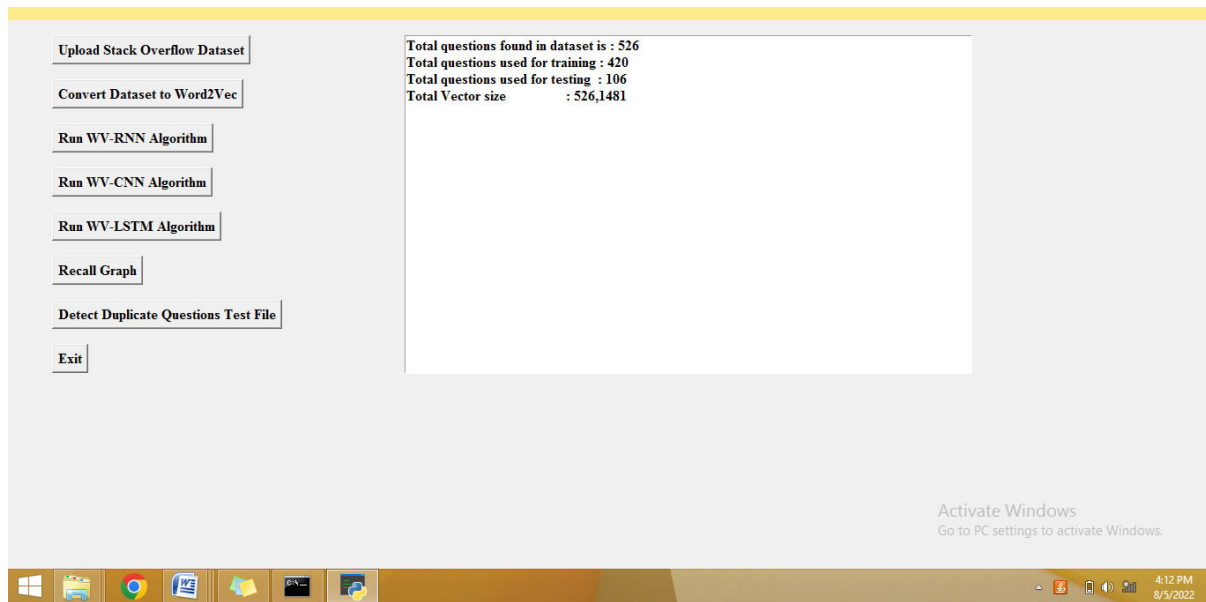 Upload Stack Overflow Dataset
Convert Dataset to Word2Vec
Run WV-RNN Algorithm
Run WV-CNN Algorithm
Run WV-LSTM Algorithm
Recall Graph
Detect Duplicate Questions Test File
Exit
Total questions found in dataset is : 526
Total questions used for training : 420
Total questions used for testing : 106
Total Vector size : 526,1481
Activate Windows
Go to PC settings to activate Windows.
4:12 PM
8/5/2022